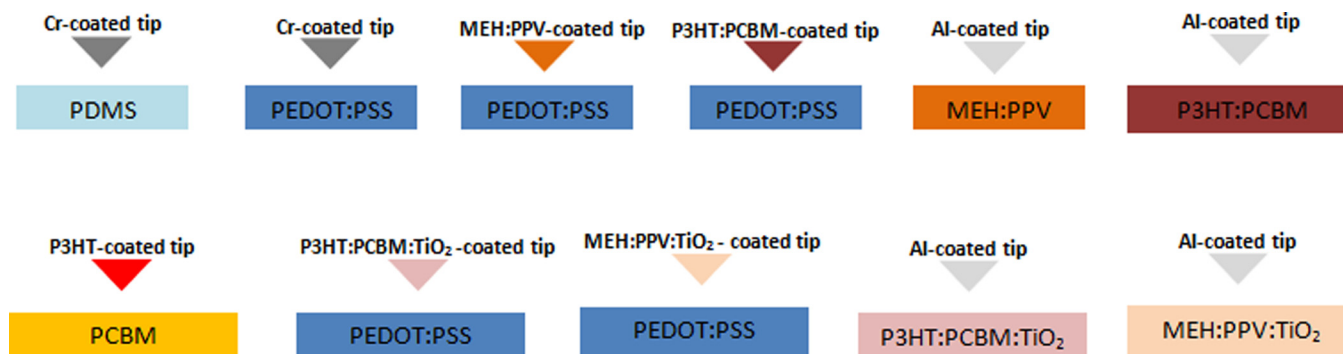 Cr-coated tip
Cr-coated tip
MEH:PPV-coated tip
P3HT:PCBM-coated tip
Al-coated tip
Al-coated tip
PDMS
PEDOT:PSS
PEDOT:PSS
PEDOT:PSS
MEH:PPV
P3HT:PCBM
P3HT-coated tip
P3HT:PCBM:TiO₂ -coated tip
MEH:PPV:TiO₂ - coated tip
Al-coated tip
Al-coated tip
PCBM
PEDOT:PSS
PEDOT:PSS
P3HT:PCBM:TiO₂
MEH:PPV:TiO₂